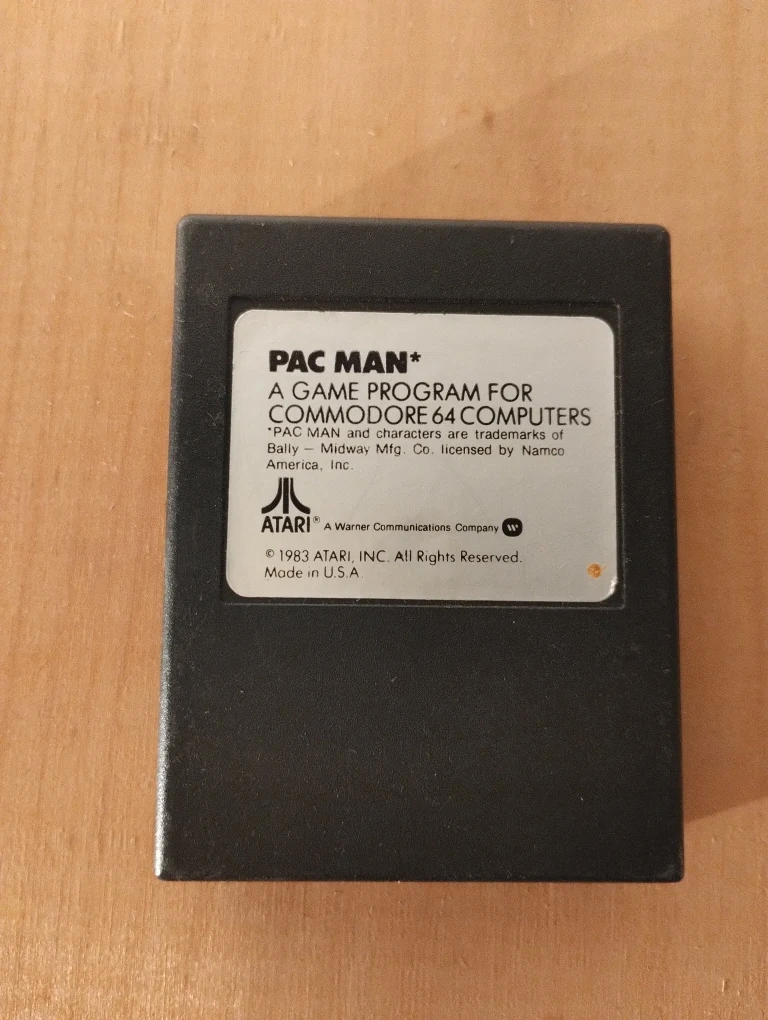 PAC MAN*
A GAME PROGRAM FOR
COMMODORE 64 COMPUTERS
*PAC MAN and characters are trademarks of
Bally – Midway Mfg. Co. licensed by Namco
America, Inc.
ATARI® A Warner Communications Company
© 1983 ATARI, INC. All Rights Reserved.
Made in U.S.A.